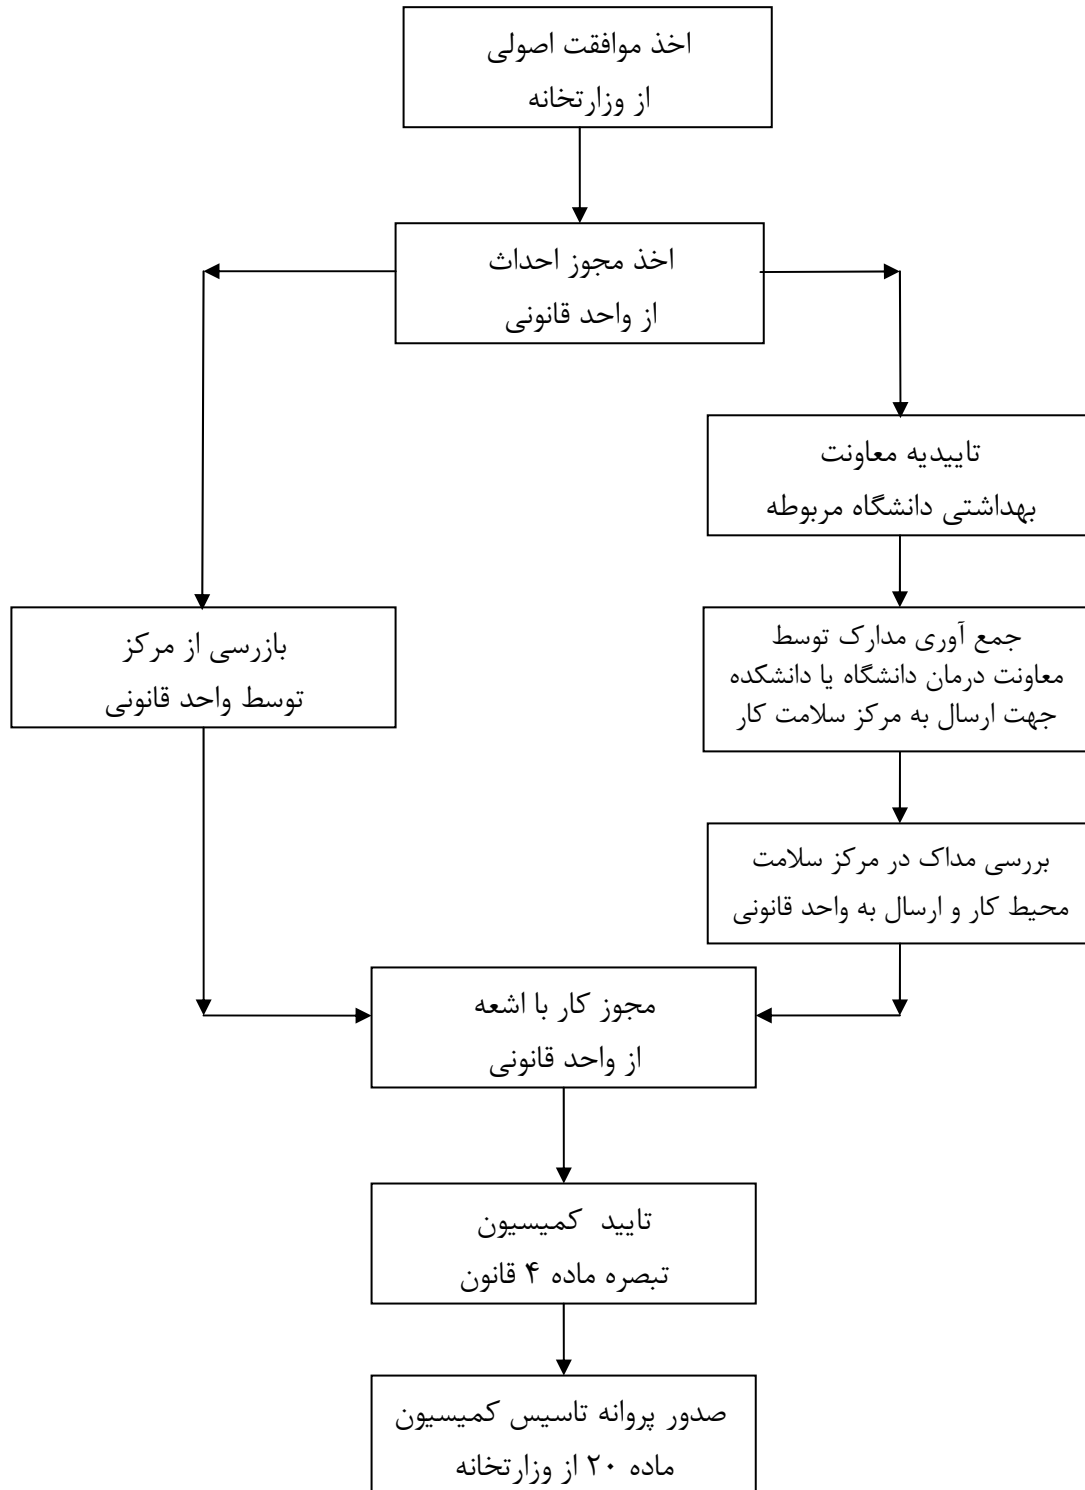 اخذ موافقت اصولی
از وزارتخانه
اخذ مجوز احداث
از واحد قانونی
تاییدیه معاونت
بهداشتی دانشگاه مربوطه
جمع آوری مدارک توسط
معاونت درمان دانشگاه یا دانشکده
جهت ارسال به مرکز سلامت کار
بازرسی از مرکز
توسط واحد قانونی
بررسی مداک در مرکز سلامت
محیط کار و ارسال به واحد قانونی
مجوز کار با اشعه
از واحد قانونی
تایید کمیسیون
تبصره ماده ۴ قانون
صدور پروانه تاسیس کمیسیون
ماده ۲۰ از وزارتخانه